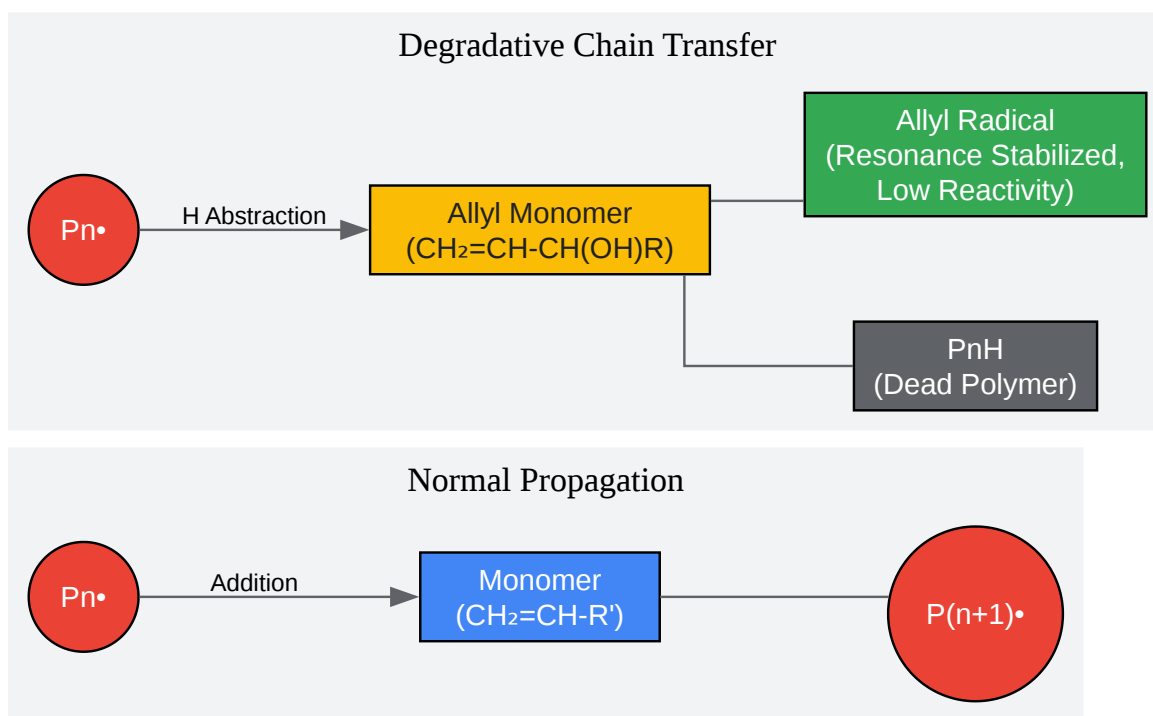 Degradative Chain Transfer
Pn•
H Abstraction
Allyl Monomer
(CH₂=CH-CH(OH)R)
Allyl Radical
(Resonance Stabilized,
Low Reactivity)
PnH
(Dead Polymer)
Normal Propagation
Pn•
Addition
Monomer
(CH₂=CH-R')
P(n+1)•